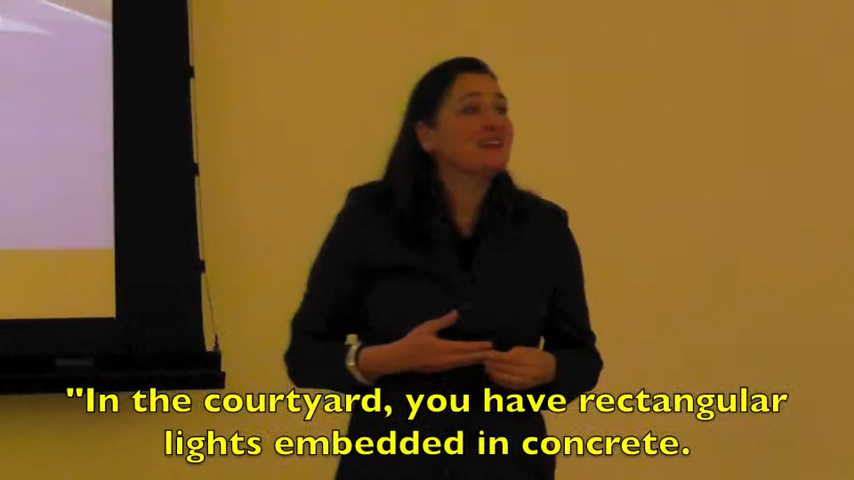 "In the courtyard, you have rectangular
lights embedded in concrete.